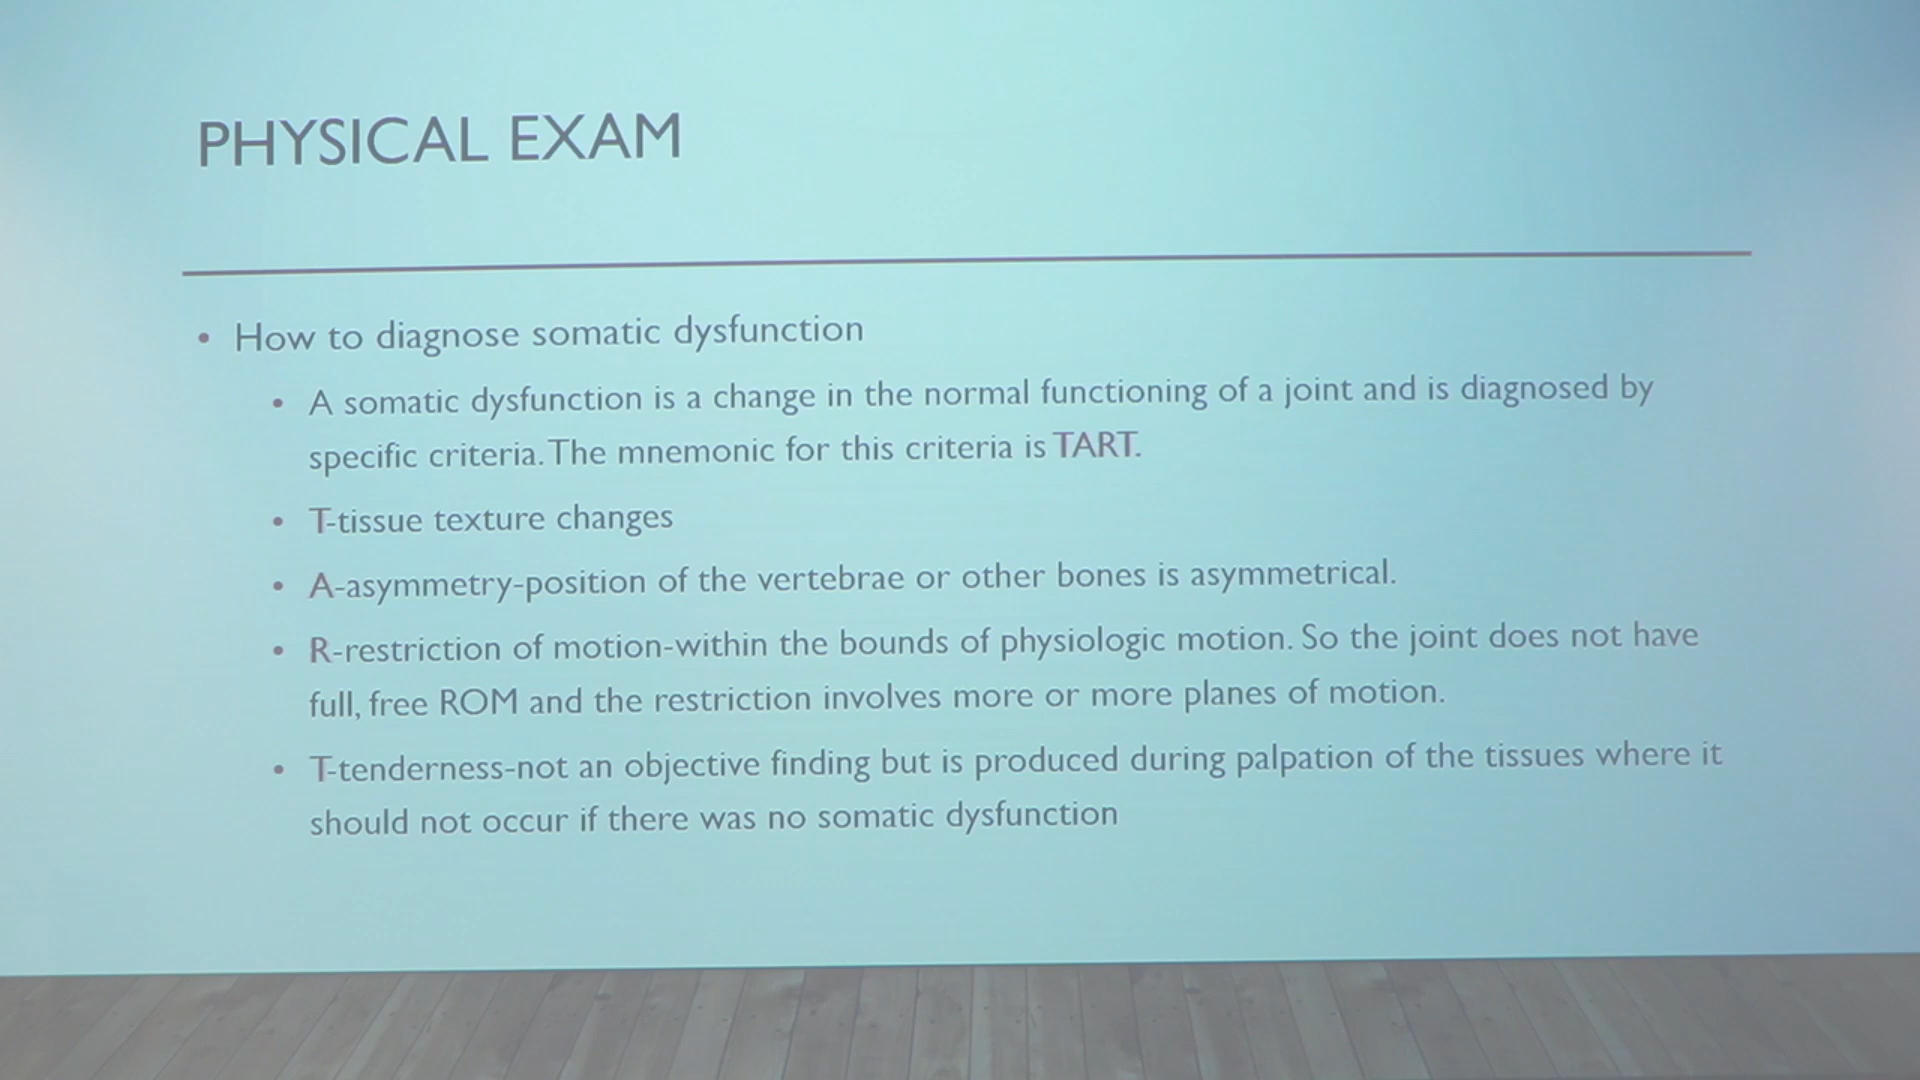 PHYSICAL EXAM
• How to diagnose somatic dysfunction
• A somatic dysfunction is a change in the normal functioning of a joint and is diagnosed by
specific criteria. The mnemonic for this criteria is TART.
• T-tissue texture changes
• A-asymmetry-position of the vertebrae or other bones is asymmetrical.
• R-restriction of motion-within the bounds of physiologic motion. So the joint does not have
full, free ROM and the restriction involves more or more planes of motion.
• T-tenderness-not an objective finding but is produced during palpation of the tissues where it
should not occur if there was no somatic dysfunction